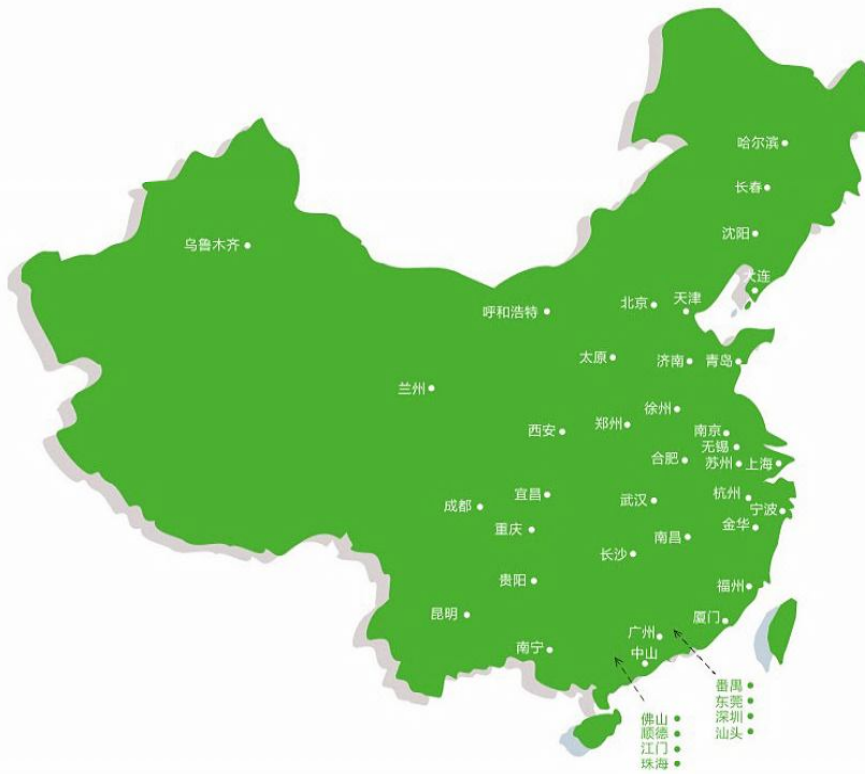 哈尔滨
长春
沈阳
乌鲁木齐
大连
呼和浩特
北京
天津
太原
济南
青岛
兰州
徐州
西安
郑州
南京
无锡
合肥
苏州
上海
成都
宜昌
武汉
杭州
宁波
重庆
金华
长沙
南昌
贵阳
福州
昆明
厦门
广州
南宁
中山
番禺
东莞
深圳
汕头
佛山
顺德
江门
珠海